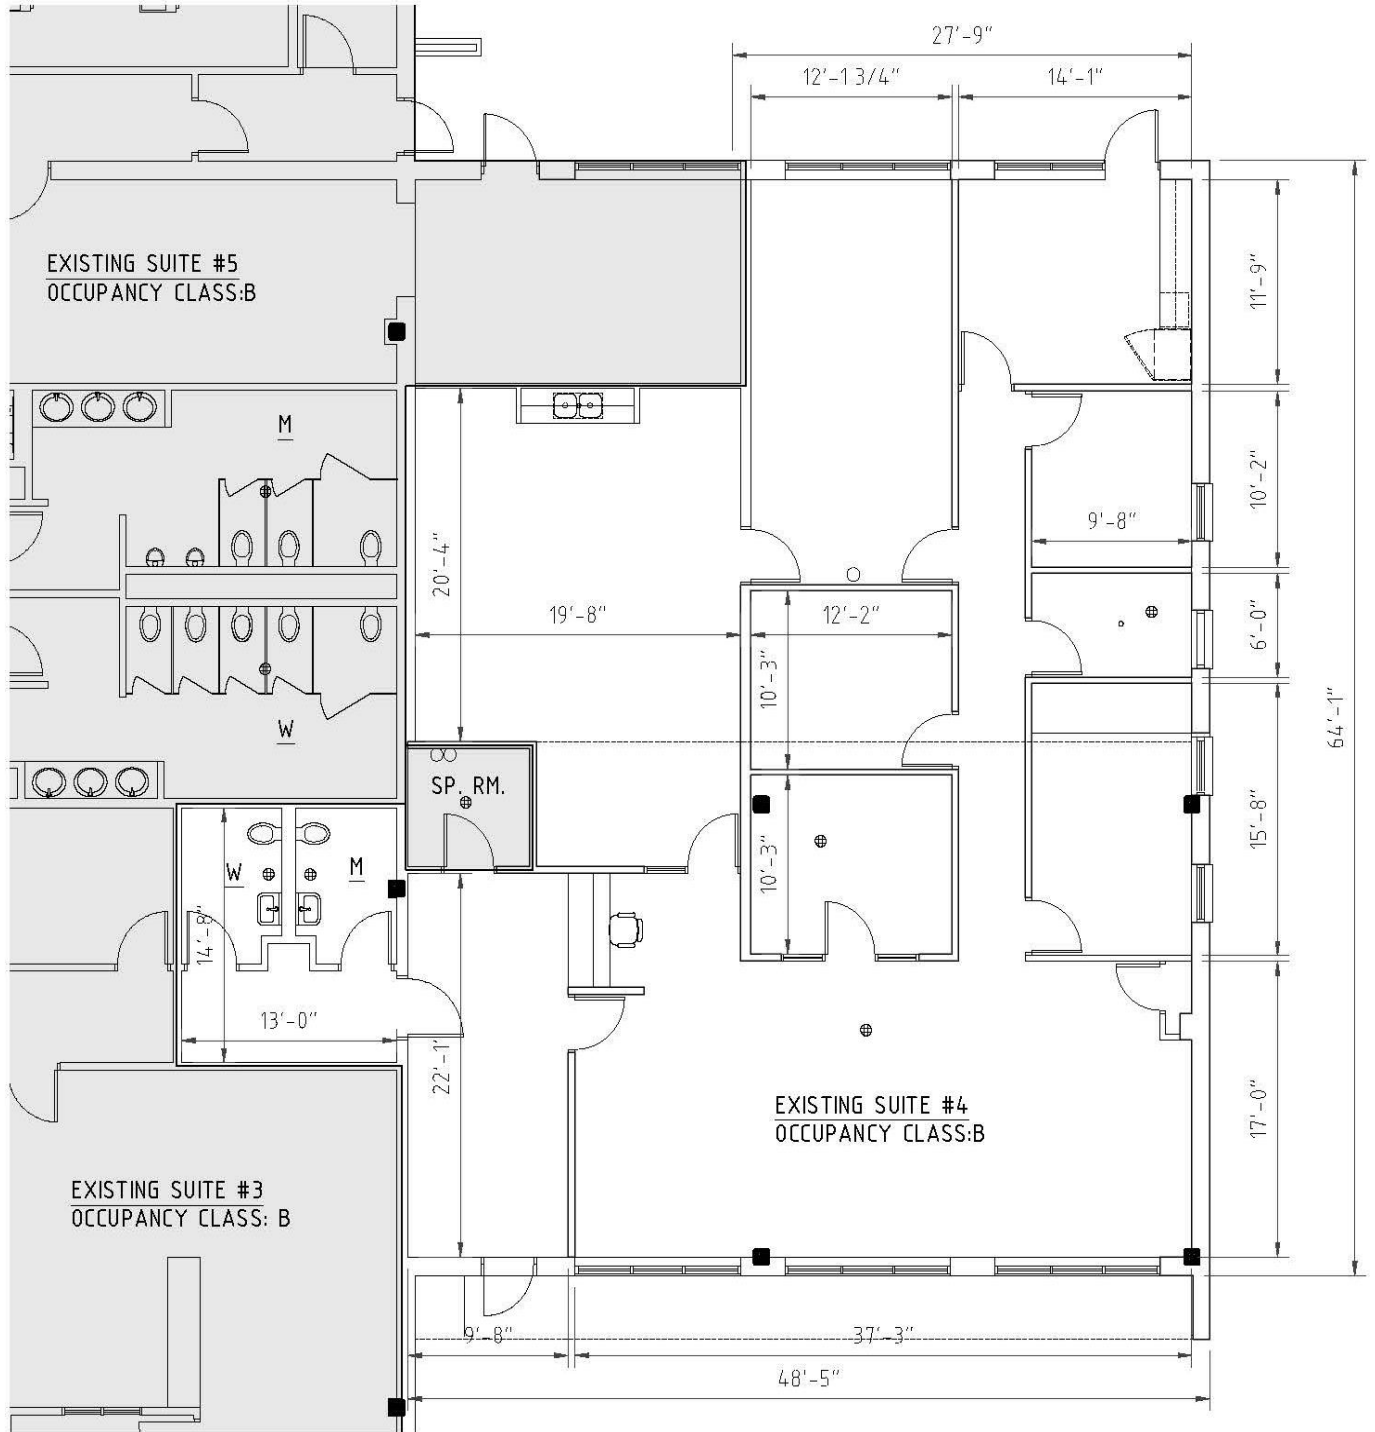 27'-9"
12'-1 3/4"
14'-1"
EXISTING SUITE #5
OCCUPANCY CLASS:B
11'-9"
M
10'-2"
9'-8"
20'-4"
19'-8"
12'-2"
6'-0"
10'-3"
W
64'-1"
SP. RM.
15'-8"
10'-3"
W
M
14'-8"
13'-0"
22'-1'
EXISTING SUITE #4
OCCUPANCY CLASS:B
17'-0"
EXISTING SUITE #3
OCCUPANCY CLASS: B
9'-8"
37'-3"
48'-5"